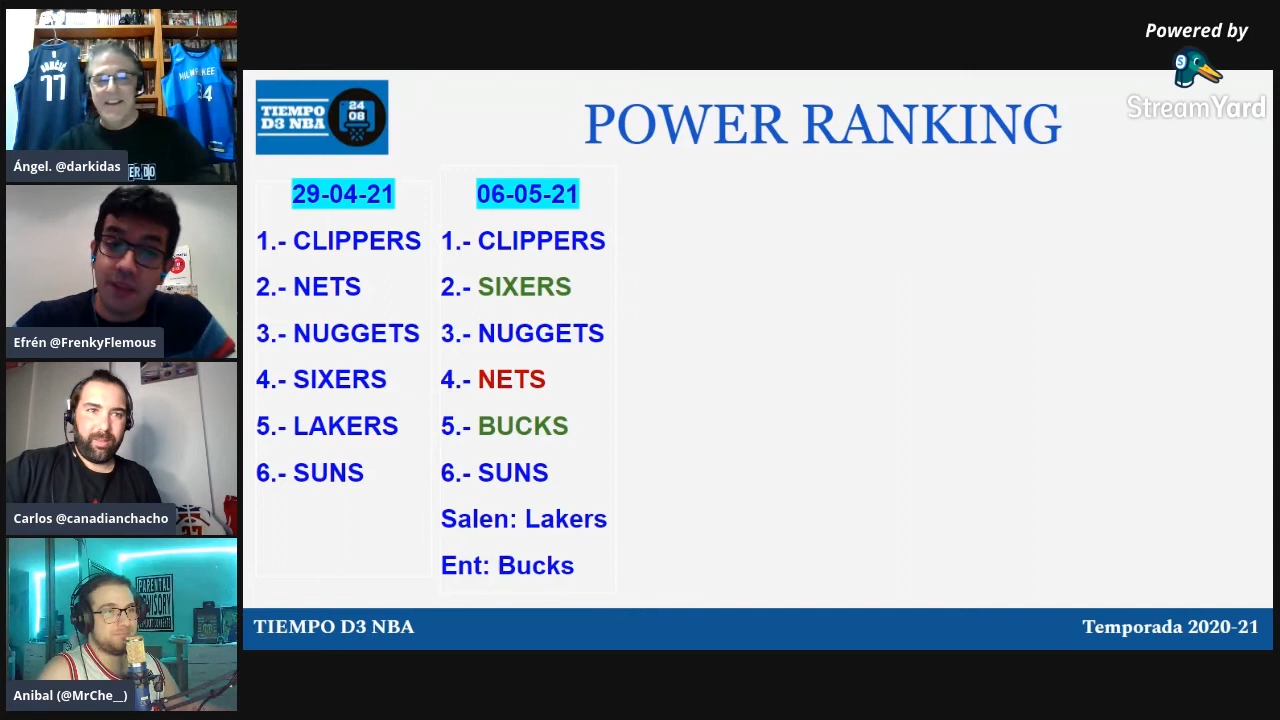 Powered by
StreamYard
TIEMPO
D3 NBA
24
08
POWER RANKING
29-04-21
1.- CLIPPERS
2.- NETS
3.- NUGGETS
4.- SIXERS
5.- LAKERS
6.- SUNS
06-05-21
1.- CLIPPERS
2.- SIXERS
3.- NUGGETS
4.- NETS
5.- BUCKS
6.- SUNS
Salen: Lakers
Ent: Bucks
TIEMPO D3 NBA
Temporada 2020-21
77
Ángel. @darkidas
Efrén @FrenkyFlemous
Carlos @canadianchacho
PARENTAL
ADVISORY
Anibal (@MrChe__)